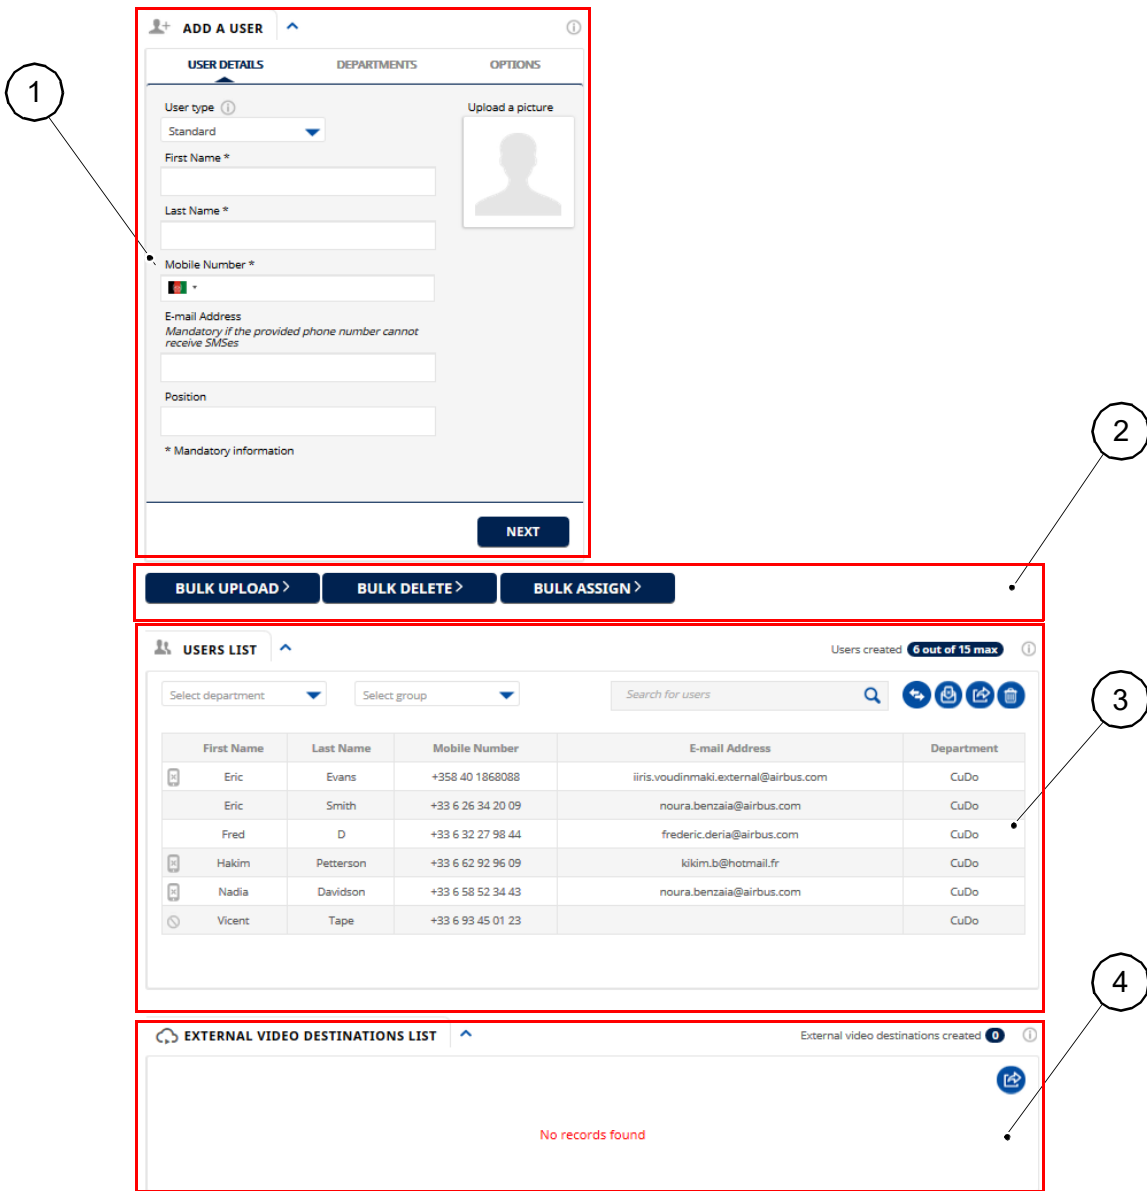 ADD A USER
USER DETAILS DEPARTMENTS OPTIONS
1
User type
Upload a picture
Standard
First Name *
Last Name *
Mobile Number *
E-mail Address
Mandatory if the provided phone number cannot
receive SMSes
Position
2
* Mandatory information
NEXT
BULK UPLOAD > BULK DELETE > BULK ASSIGN >
USERS LIST Users created 6 out of 15 max
Select department Select group Search for users
3
First Name Last Name Mobile Number E-mail Address Department
Eric Evans +358 40 1868088 iiris.voudinmaki.external@airbus.com CuDo
Eric Smith +33 6 26 34 20 09 noura.benzaia@airbus.com CuDo
Fred D +33 6 32 27 98 44 frederic.deria@airbus.com CuDo
Hakim Petterson +33 6 62 92 96 09 kikim.b@hotmail.fr CuDo
Nadia Davidson +33 6 58 52 34 43 noura.benzaia@airbus.com CuDo
Vicent Tape +33 6 93 45 01 23 CuDo
4
EXTERNAL VIDEO DESTINATIONS LIST External video destinations created 0
No records found